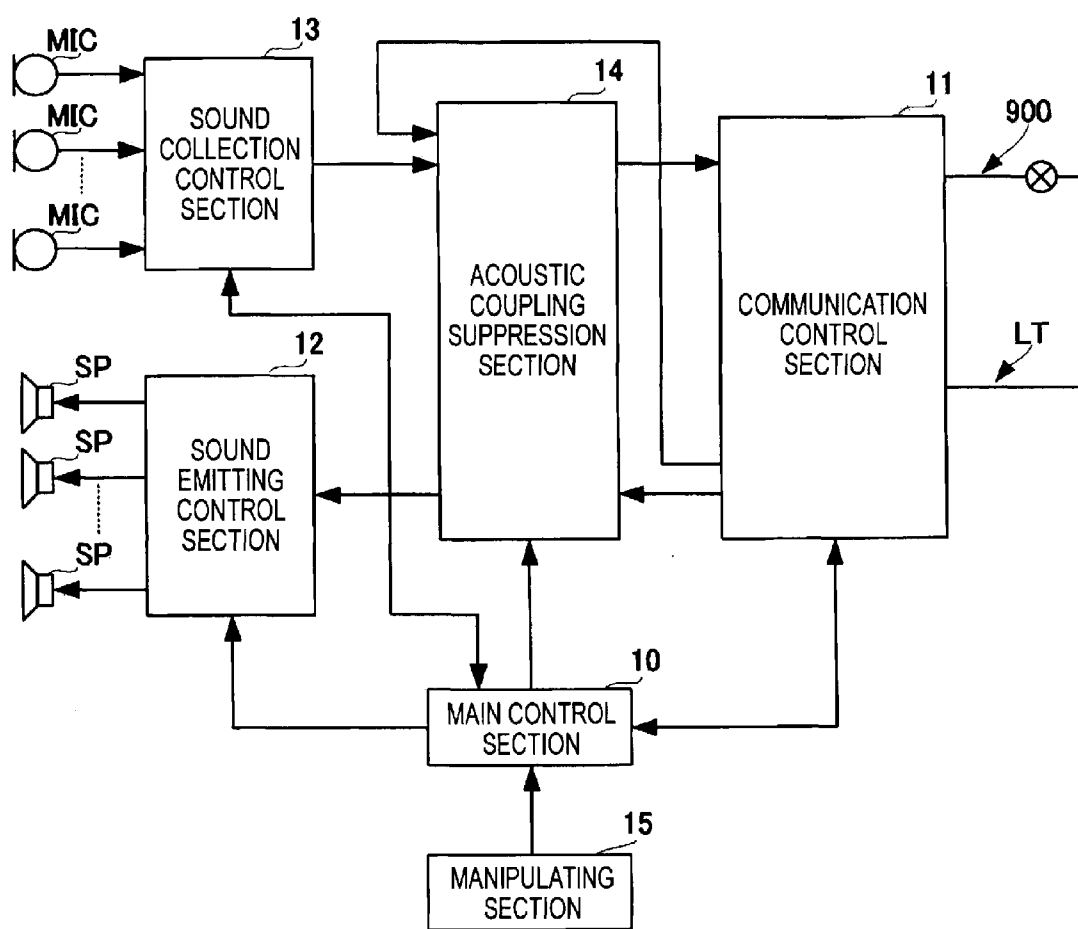 13
MIC
14
MIC
SOUND
COLLECTION
CONTROL
SECTION
MIC
11
900
ACOUSTIC
COUPLING
SUPPRESSION
SECTION
COMMUNICATION
CONTROL
SECTION
LT
12
SP
SP
SOUND
EMITTING
CONTROL
SECTION
SP
10
MAIN CONTROL
SECTION
15
MANIPULATING
SECTION